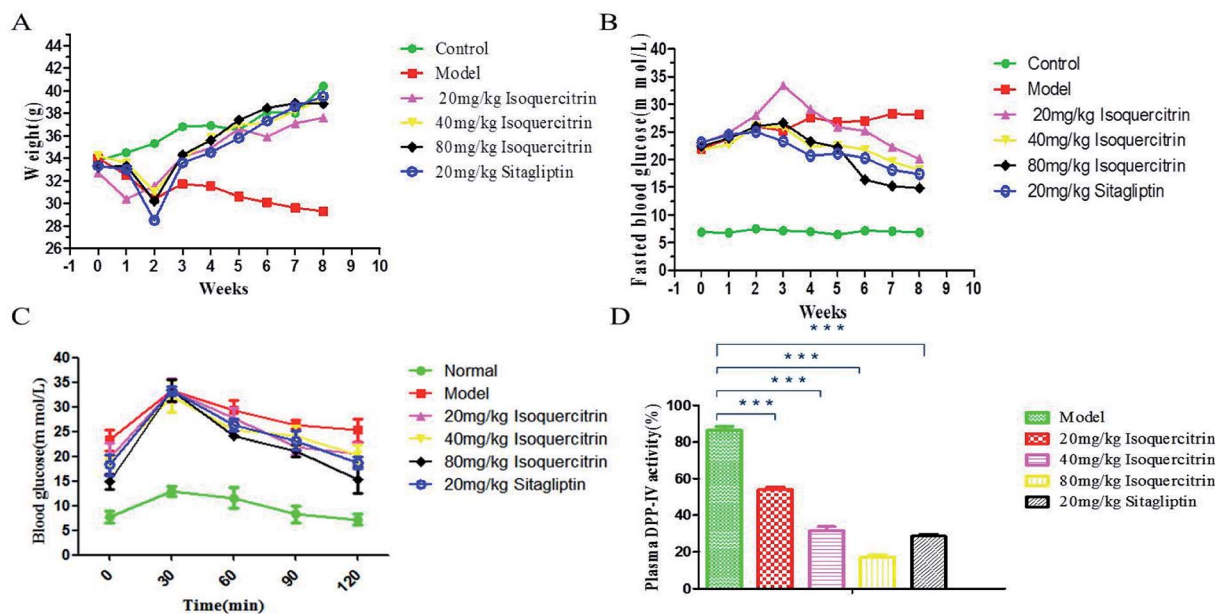 A
44
42
40
38
36
34
32
30
28
26
-1 0 1 2 3 4 5 6 7 8 9 10
Weeks
W eight(g)
Control
Model
20mg/kg Isoquercitrin
40mg/kg Isoquercitrin
80mg/kg Isoquercitrin
20mg/kg Sitagliptin
B
40
35
30
25
20
15
10
5
0
-1 0 1 2 3 4 5 6 7 8 9 10
Weeks
Fasted blood glucose(m mol/L)
Control
Model
20mg/kg Isoquercitrin
40mg/kg Isoquercitrin
80mg/kg Isoquercitrin
20mg/kg Sitagliptin
C
40
35
30
25
20
15
10
5
0
0 30 60 90 120
Time(min)
Blood glucose(m mol/L)
Normal
Model
20mg/kg Isoquercitrin
40mg/kg Isoquercitrin
80mg/kg Isoquercitrin
20mg/kg Sitagliptin
D
***
***
***
***
100
80
60
40
20
0
Plasma DPP-IV activity(%)
Model
20mg/kg Isoquercitrin
40mg/kg Isoquercitrin
80mg/kg Isoquercitrin
20mg/kg Sitagliptin